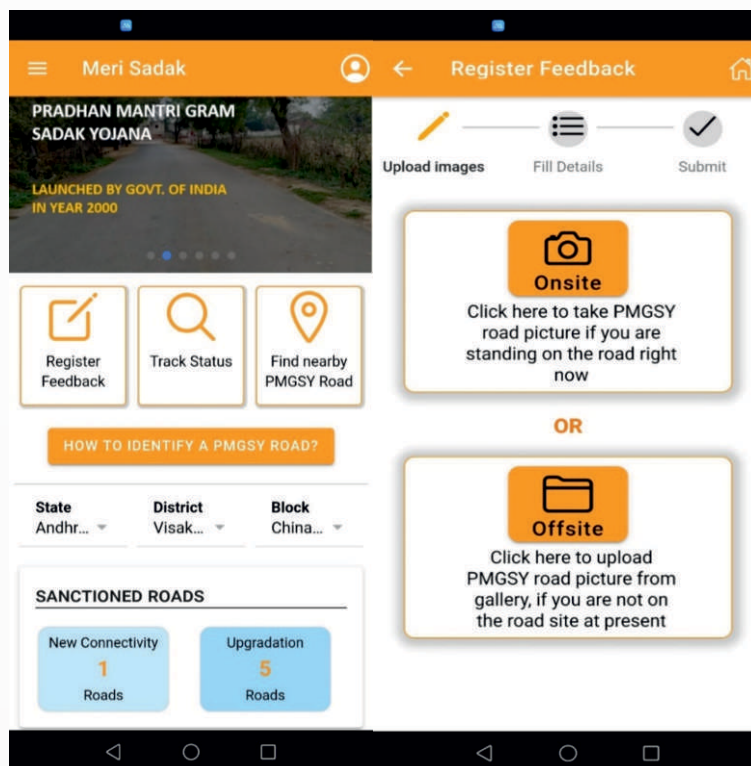 Meri Sadak
PRADHAN MANTRI GRAM
SADAK YOJANA
LAUNCHED BY GOVT. OF INDIA
IN YEAR 2000
Register
Feedback
Track Status
Find nearby
PMGSY Road
HOW TO IDENTIFY A PMGSY ROAD?
State
Andhr...
District
Visak...
Block
China...
SANCTIONED ROADS
New Connectivity
1
Roads
Upgradation
5
Roads
Register Feedback
Upload images
Fill Details
Submit
Onsite
Click here to take PMGSY
road picture if you are
standing on the road right
now
OR
Offsite
Click here to upload
PMGSY road picture from
gallery, if you are not on
the road site at present